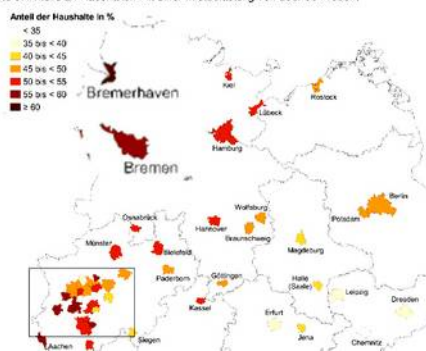 Anteil der Haushalte in %
< 35
35 bis < 40
40 bis < 45
45 bis < 50
50 bis < 55
55 bis < 60
≥ 60
Bremerhaven
Kiel
Rostock
Lübeck
Hamburg
Bremen
Berlin
Wolfsburg
Potsdam
Osnabrück
Hannover
Braunschweig
Magdeburg
Münster
Bielefeld
Paderborn
Göttingen
Halle
(Saale)
Leipzig
Dresden
Kassel
Erfurt
Jena
Siegen
Chemnitz
Aachen